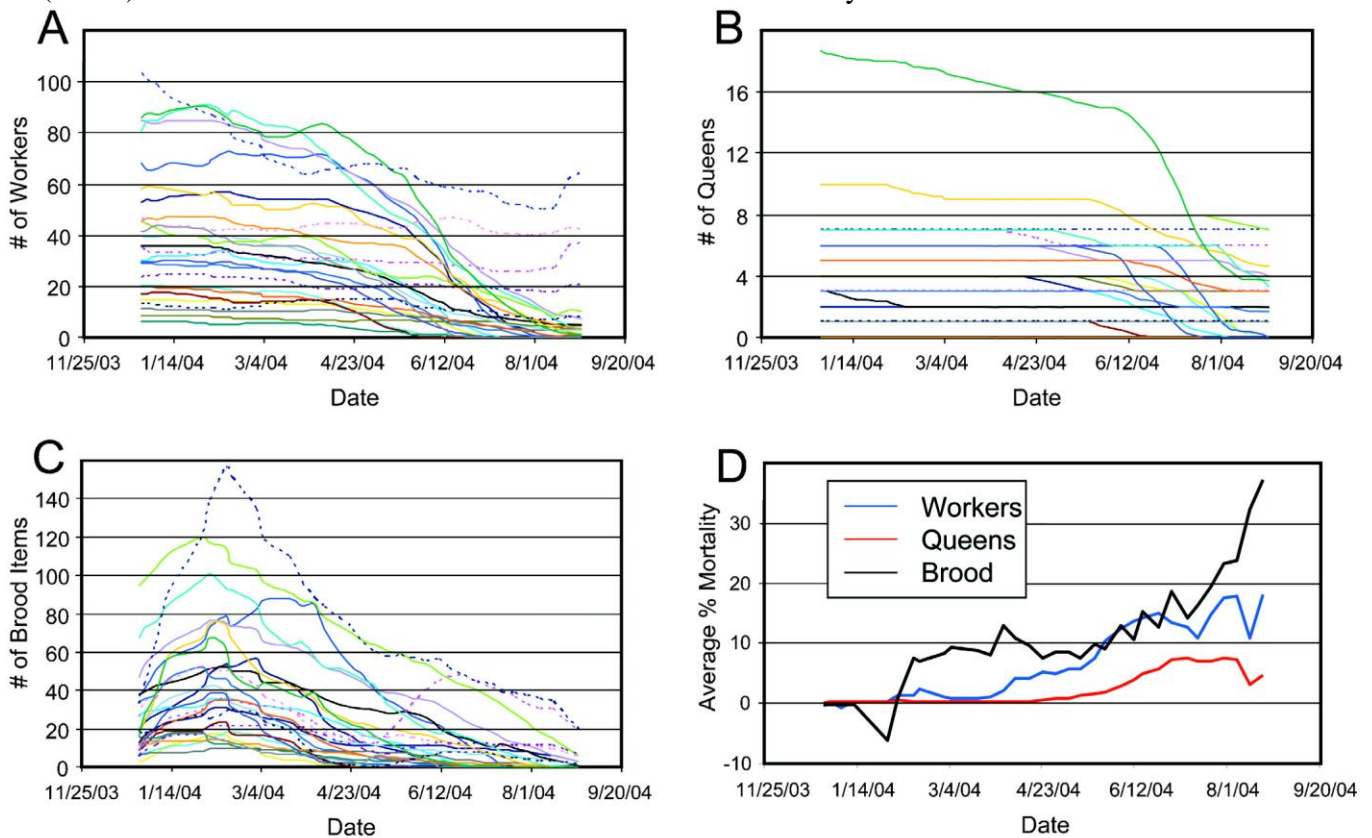 A
# of Workers
100
80
60
40
20
0
11/25/03 1/14/04 3/4/04 4/23/04 6/12/04 8/1/04 9/20/04
Date
B
# of Queens
16
12
8
4
0
11/25/03 1/14/04 3/4/04 4/23/04 6/12/04 8/1/04 9/20/04
Date
C
# of Brood Items
140
120
100
80
60
40
20
0
11/25/03 1/14/04 3/4/04 4/23/04 6/12/04 8/1/04 9/20/04
Date
D
Average % Mortality
30
20
10
0
-10
Workers
Queens
Brood
11/25/03 1/14/04 3/4/04 4/23/04 6/12/04 8/1/04 9/20/04
Date